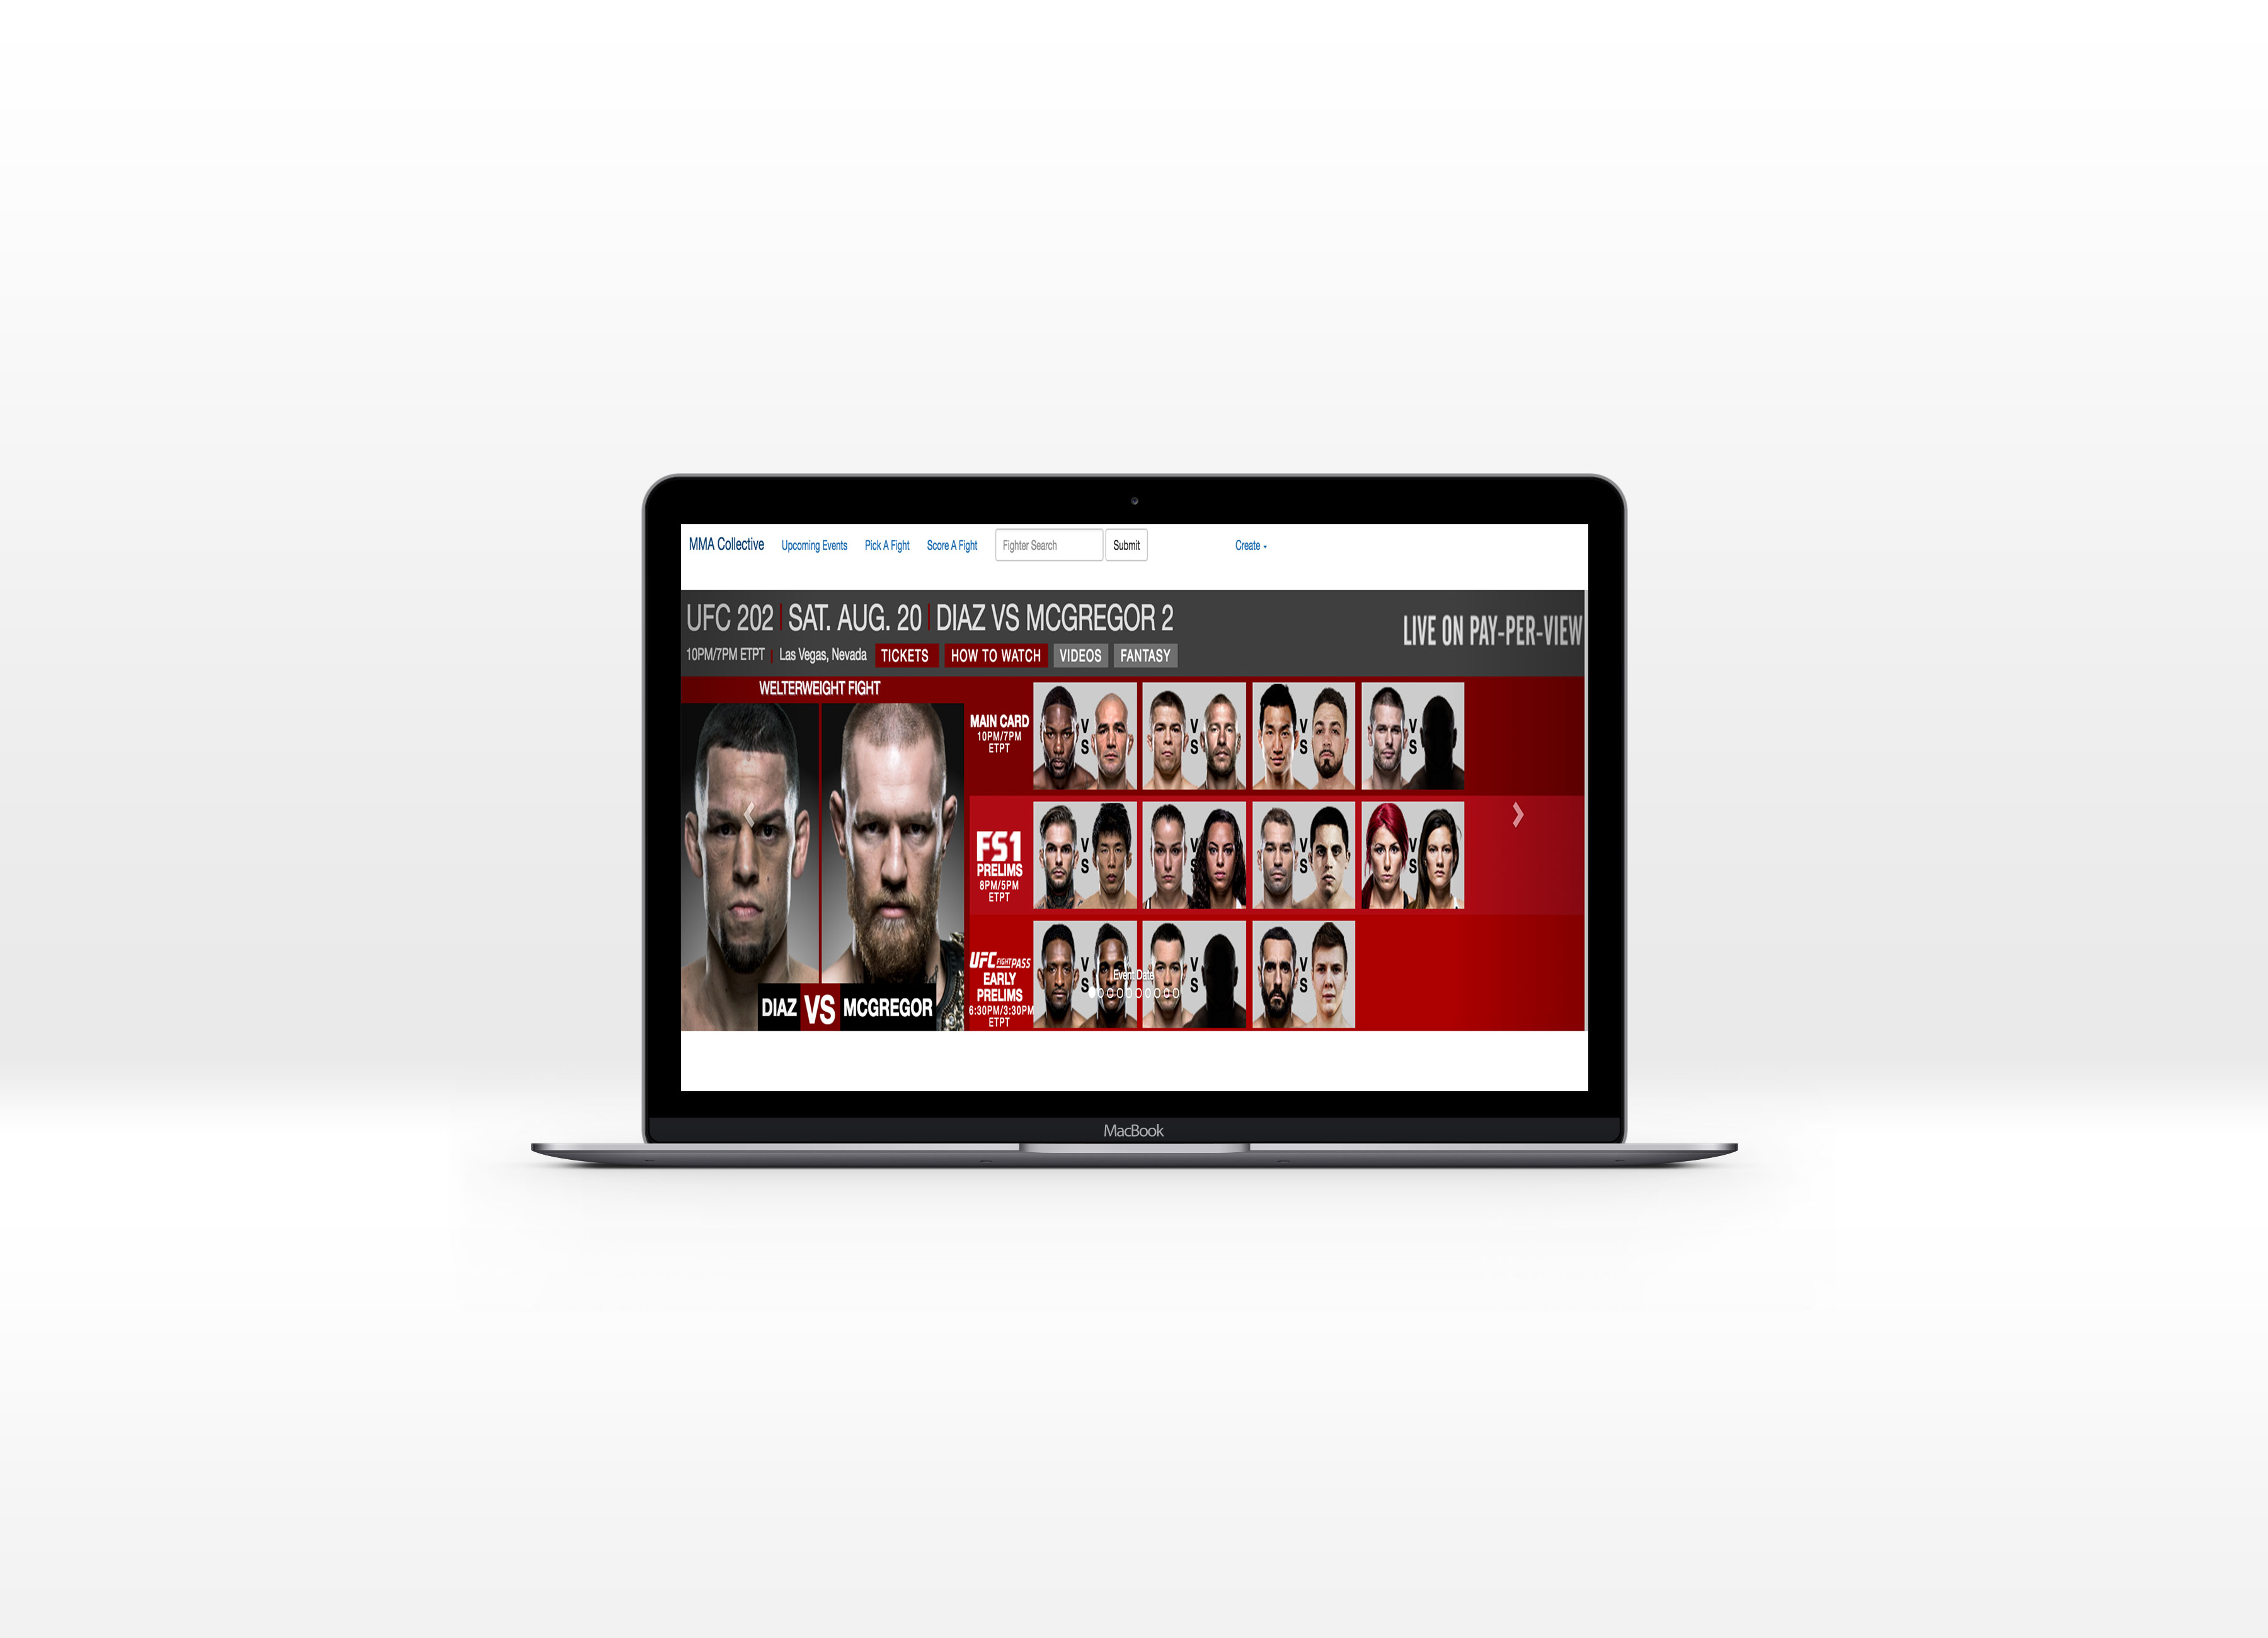 MMA Collective Upcoming Events Pick A Fight Score A Fight Fighter Search Submit Create
UFC 202 | SAT. AUG. 20 | DIAZ VS MCGREGOR 2
LIVE ON PAY-PER-VIEW
10PM/7PM ETPT | Las Vegas, Nevada TICKETS HOW TO WATCH VIDEOS FANTASY
WELTERWEIGHT FIGHT
DIAZ VS MCGREGOR
MAIN CARD
10PM/7PM
ETPT
VS VS VS VS
FS1
PRELIMS
8PM/5PM
ETPT
VS VS VS VS
UFC FIGHT PASS
EARLY
PRELIMS
6:30PM/3:30PM
ETPT
VS VS VS
Event Date
MacBook